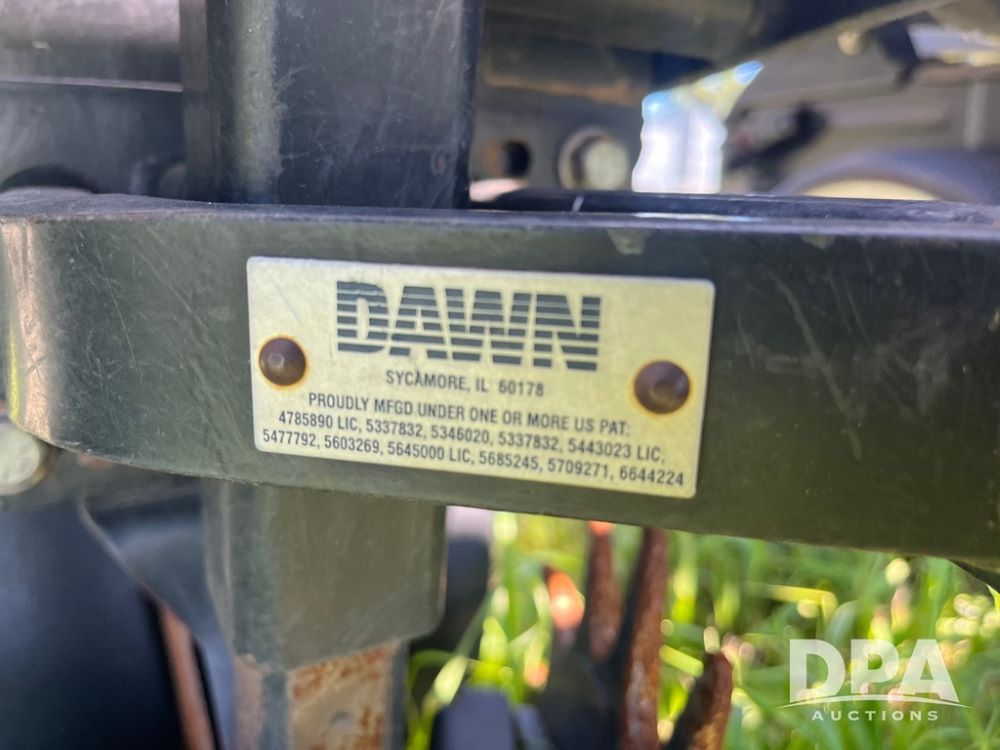 DAWN
SYCAMORE, IL 60178
PROUDLY MFGD UNDER ONE OR MORE US PAT:
4785890 LIC, 5337832, 5346020, 5337832, 5443023 LIC,
5477792, 5603269, 5645000 LIC, 5685245, 5709271, 6644224
DPA
AUCTIONS